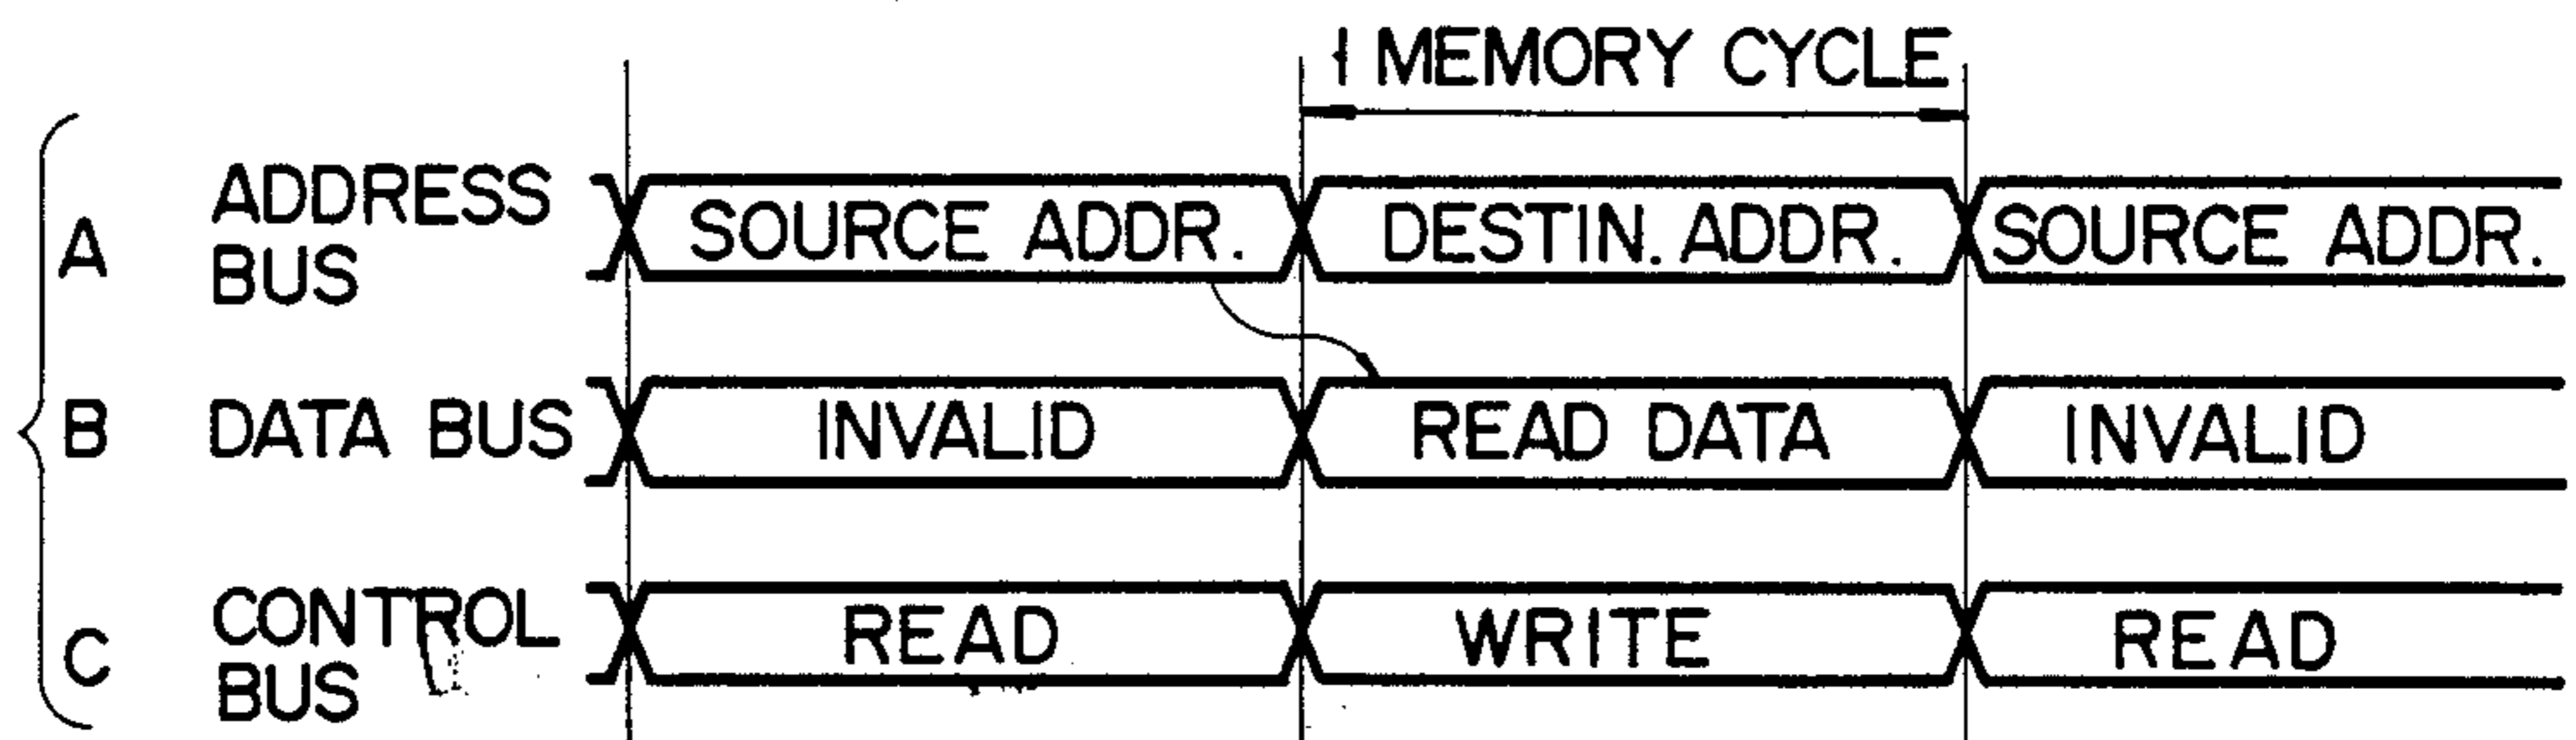 1 MEMORY CYCLE
A ADDRESS BUS SOURCE ADDR. DESTIN. ADDR. SOURCE ADDR.
B DATA BUS INVALID READ DATA INVALID
C CONTROL BUS READ WRITE READ